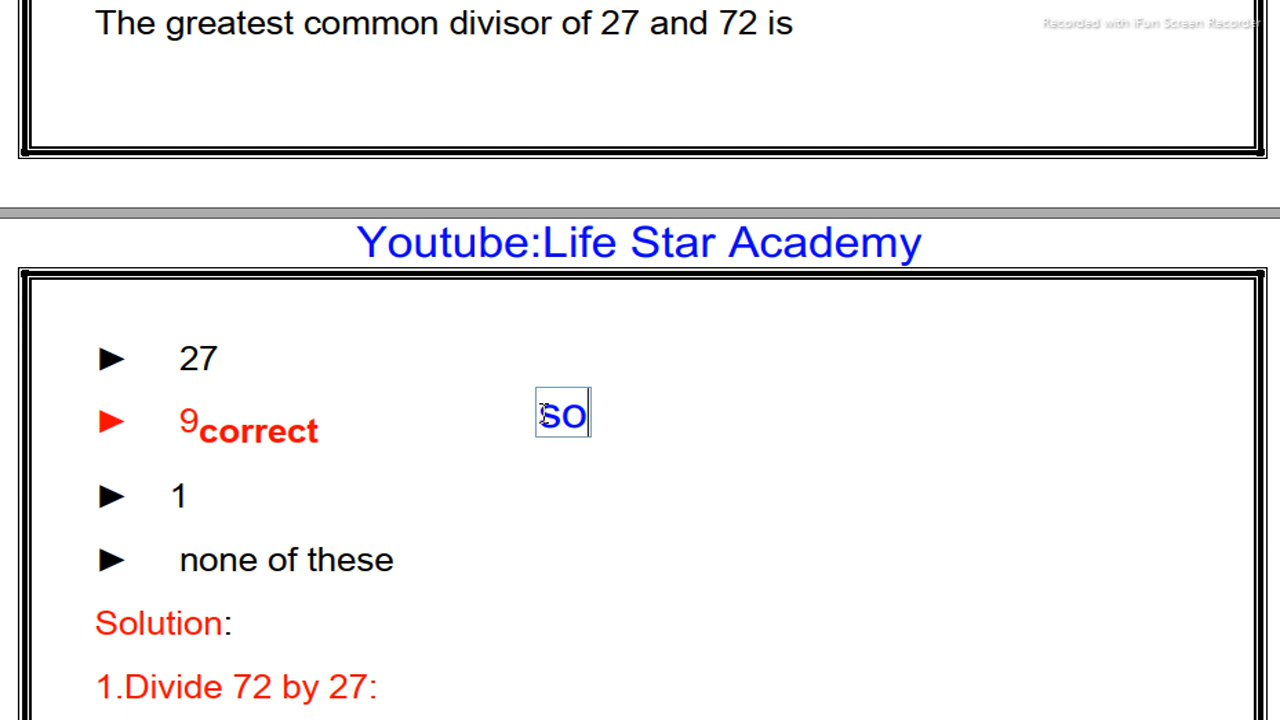 The greatest common divisor of 27 and 72 is
Recorded with iFun Screen Recorder
Youtube:Life Star Academy
► 27
► 9correct
so
► 1
► none of these
Solution:
1.Divide 72 by 27: